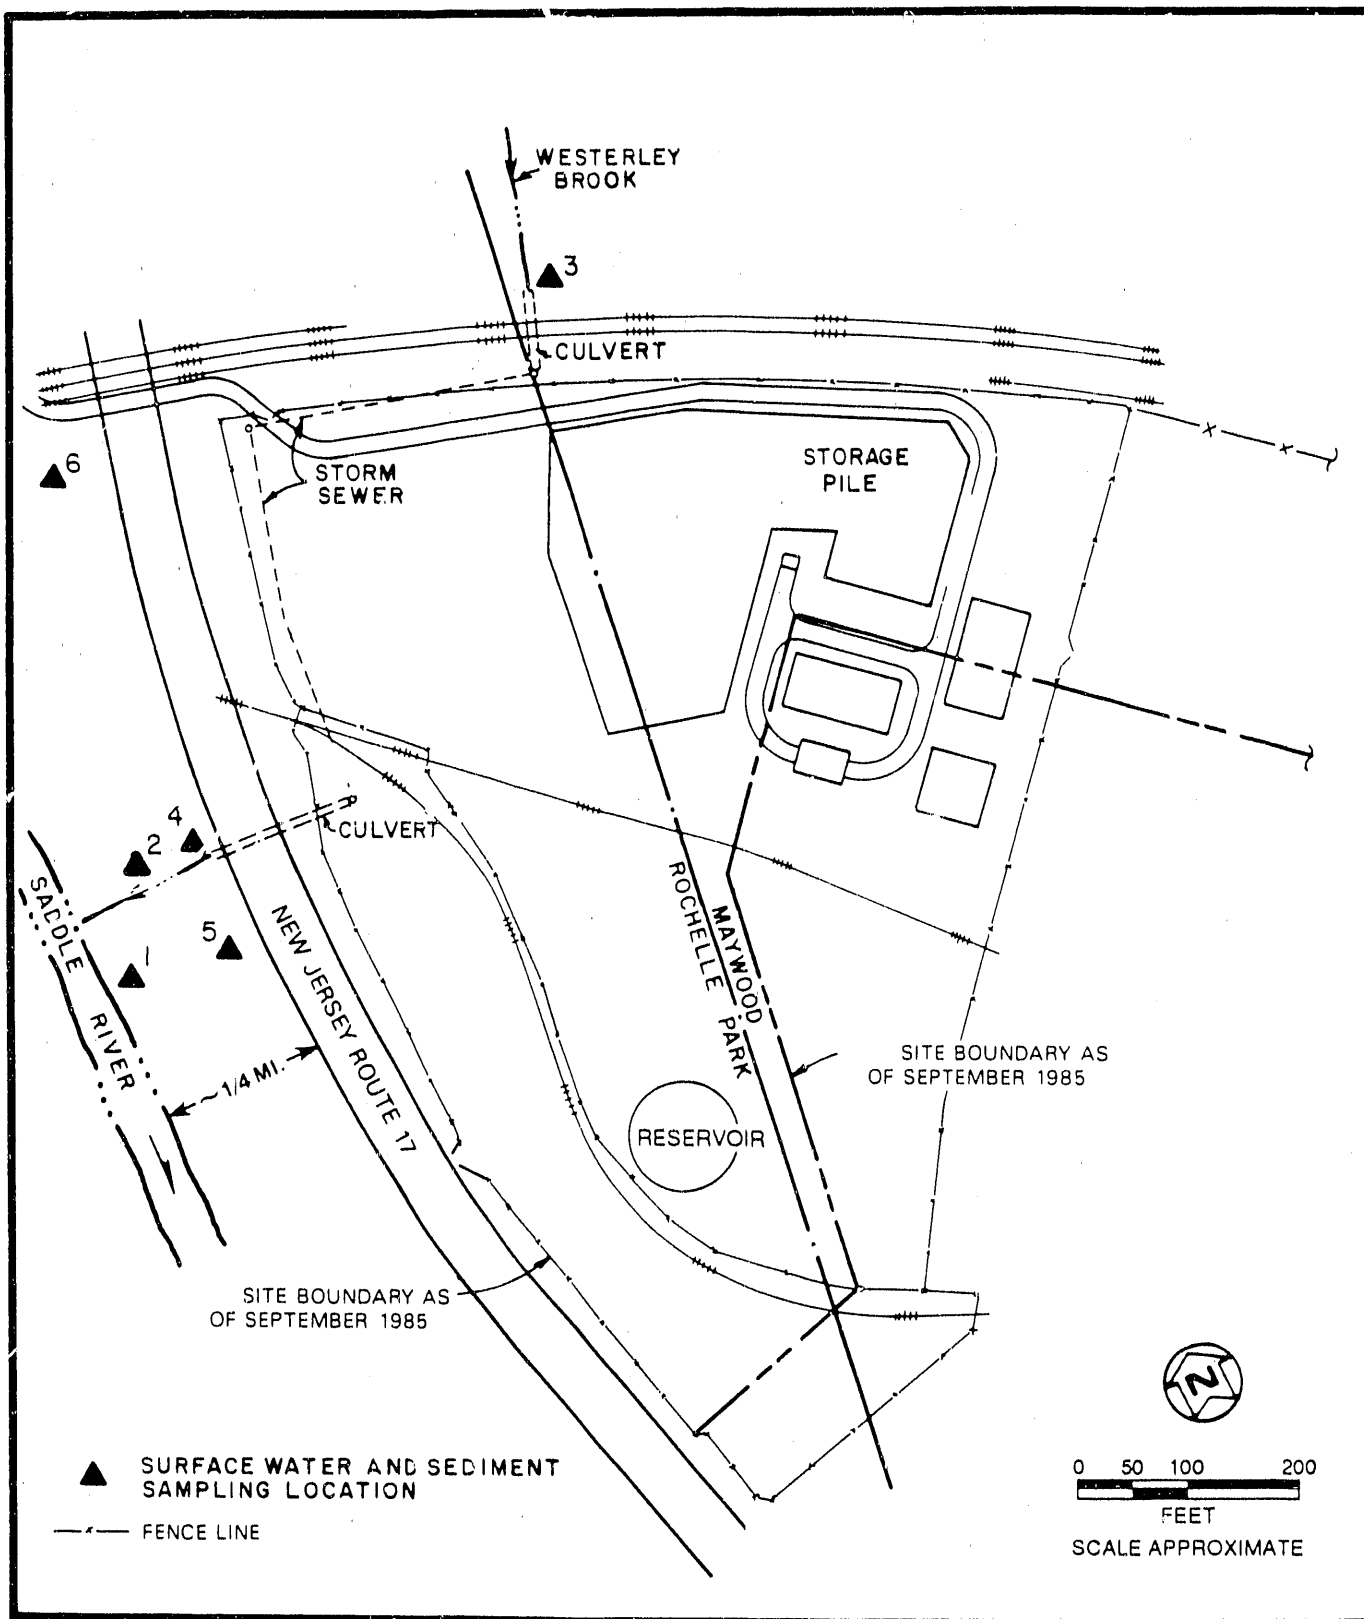 WESTERLEY
BROOK
3
CULVERT
6
STORM
SEWER
STORAGE
PILE
4
2
CULVERT
SADDLE
RIVER
5
1
NEW JERSEY ROUTE 17
~1/4 MI.
MAYWOOD
ROCHELLE PARK
SITE BOUNDARY AS
OF SEPTEMBER 1985
RESERVOIR
SITE BOUNDARY AS
OF SEPTEMBER 1985
N
SURFACE WATER AND SEDIMENT
SAMPLING LOCATION
FENCE LINE
0 50 100 200
FEET
SCALE APPROXIMATE